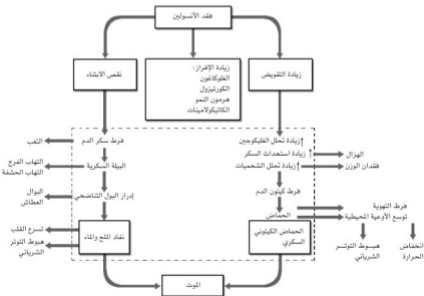 فقد الأنسولين
زيادة التقويض
زيادة الإفراز:
الغلوكاغون
الكورتيزول
هرمون النمو
الكاتيكولامينات
نقص الابتناء
زيادة تحلل الغليكوجين
زيادة استحداث السكر
زيادة تحلل الشحميات
الهزال
فقدان الوزن
فرط كيتون الدم
الحماض
فرط التهوية
توسع الأوعية المحيطية
هبوط التوتر
الشرياني
انخفاض
الحرارة
الحماض الكيتوني
السكري
فرط سكر الدم
التعب
البيلة السكرية
التهاب الفرج
التهاب الحشفة
إدرار البول التناضحي
البوال
العطاش
نفاد الملح والماء
تسرع القلب
هبوط التوتر
الشرياني
الموت